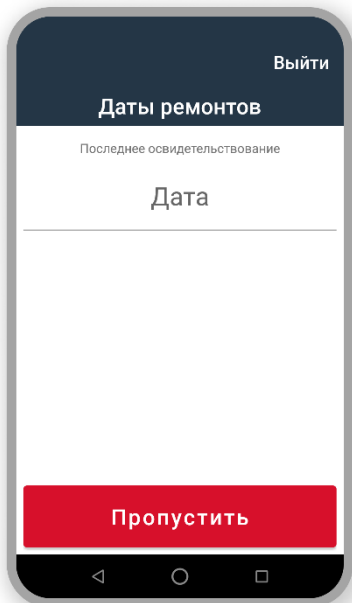 Выйти
Даты ремонтов
Последнее освидетельствование
Дата
Пропустить